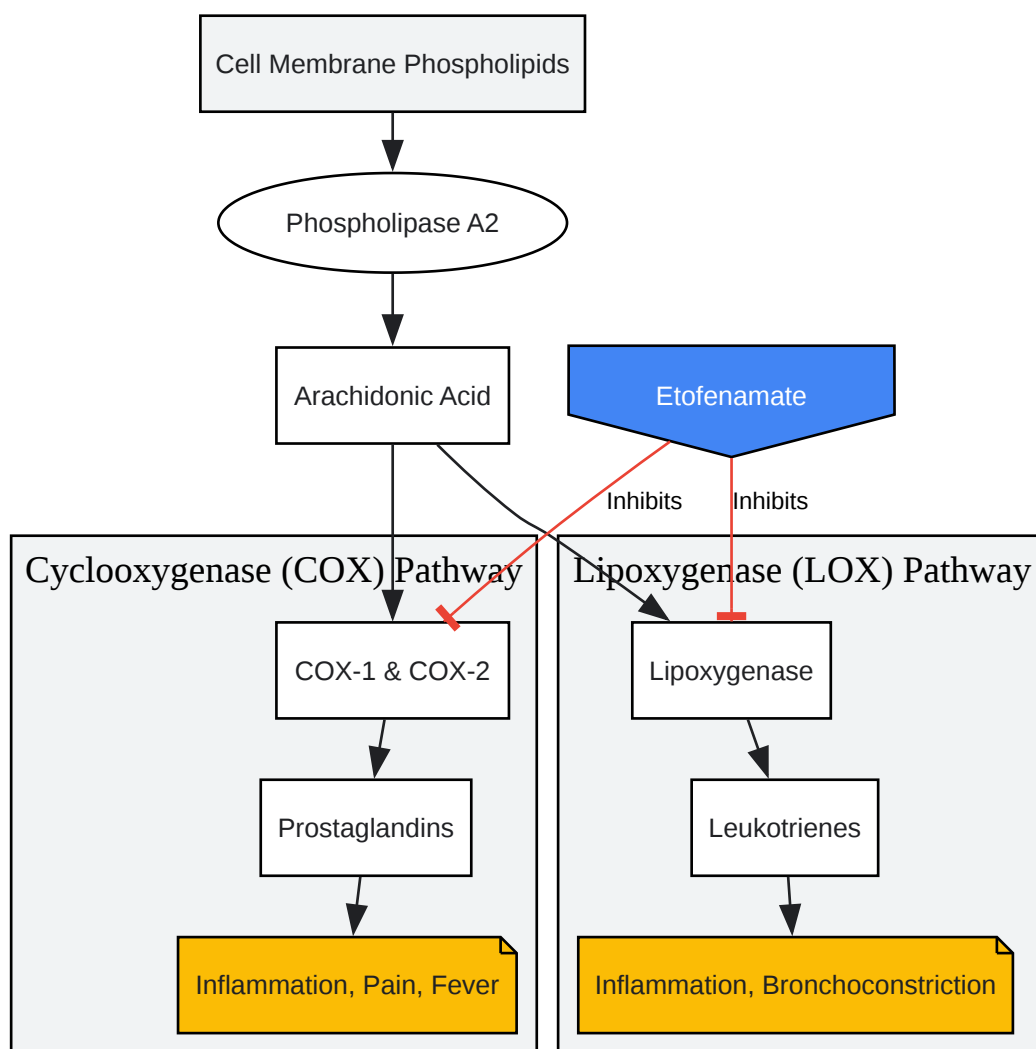 Cell Membrane Phospholipids
Phospholipase A2
Arachidonic Acid
Etofenamate
Inhibits
Inhibits
Cyclooxygenase (COX) Pathway
Lipoxygenase (LOX) Pathway
COX-1 & COX-2
Lipoxygenase
Prostaglandins
Leukotrienes
Inflammation, Pain, Fever
Inflammation, Bronchoconstriction